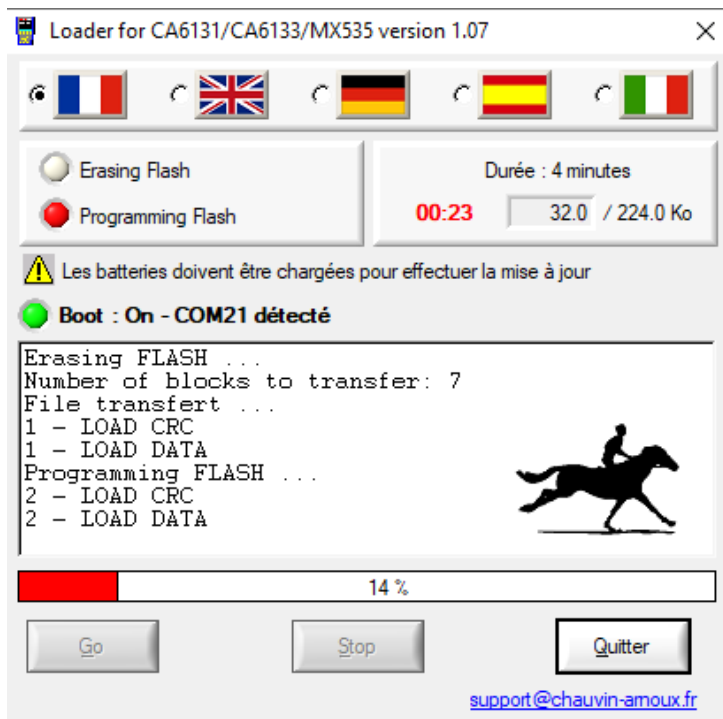 Loader for CA6131/CA6133/MX535 version 1.07
Erasing Flash
Programming Flash
Durée : 4 minutes
00:23 32.0 / 224.0 Ko
Les batteries doivent être chargées pour effectuer la mise à jour
Boot : On - COM21 détecté
Erasing FLASH ...
Number of blocks to transfer: 7
File transfert ...
1 - LOAD CRC
1 - LOAD DATA
Programming FLASH ...
2 - LOAD CRC
2 - LOAD DATA
14 %
Go Stop Quitter
support@chauvin-arnoux.fr